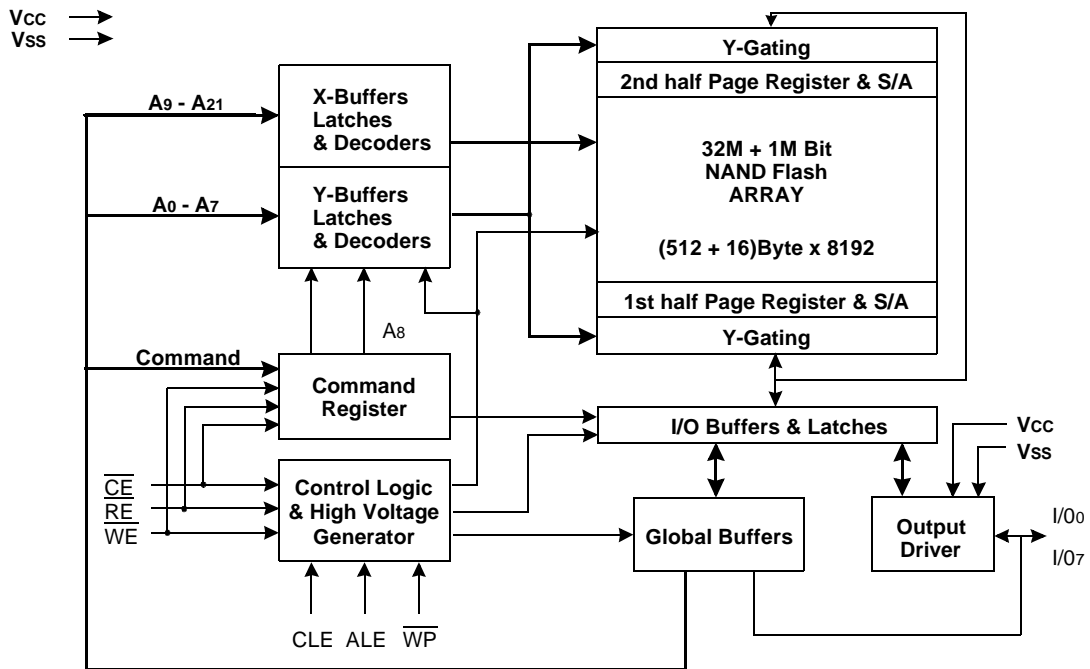 VCC
VSS
A9 - A21
X-Buffers
Latches
& Decoders
A0 - A7
Y-Buffers
Latches
& Decoders
Y-Gating
2nd half Page Register & S/A
32M + 1M Bit
NAND Flash
ARRAY
(512 + 16)Byte x 8192
1st half Page Register & S/A
Y-Gating
A8
Command
Command
Register
I/O Buffers & Latches
VCC
VSS
CE
RE
WE
Control Logic
& High Voltage
Generator
Global Buffers
Output
Driver
I/00
I/07
CLE
ALE
WP